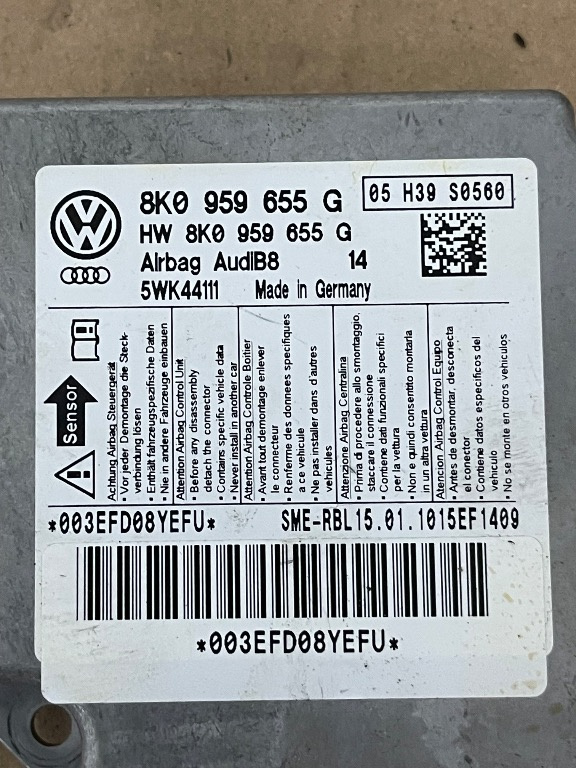 8K0 959 655 G
05 H39 S0560
HW 8K0 959 655 G
Airbag AudiB8 14
5WK44111 Made in Germany
Sensor
Achtung Airbag Steuergerät
• Vor jeder Demontage die Steck-
verbindung lösen
• Enthält fahrzeugspezifische Daten
• Nie in andere Fahrzeuge einbauen
Attention Airbag Control Unit
• Before any disassembly
detach the connector
• Contains specific vehicle data
• Never install in another car
Attention Airbag Controle Boitier
• Avant tout demontage enlever
le connecteur
• Renferme des donnees specifiques
a ce vehicule
• Ne pas installer dans d'autres
vehicules
Attenzione Airbag Centralina
• Prima di procedere allo smontaggio,
staccare il connessione
• Contiene dati funzionali specifici
per la vettura
• Non e quindi consentito montarla
in un altra vettura
Atencion Airbag Control Equipo
• Antes de desmontar, desconecta
el conector
• Contiene datos especificos del
vehiculo
• No se monte en otros vehiculos
*003EFD08YEFU* SME-RBL15.01.1015EF1409
*003EFD08YEFU*